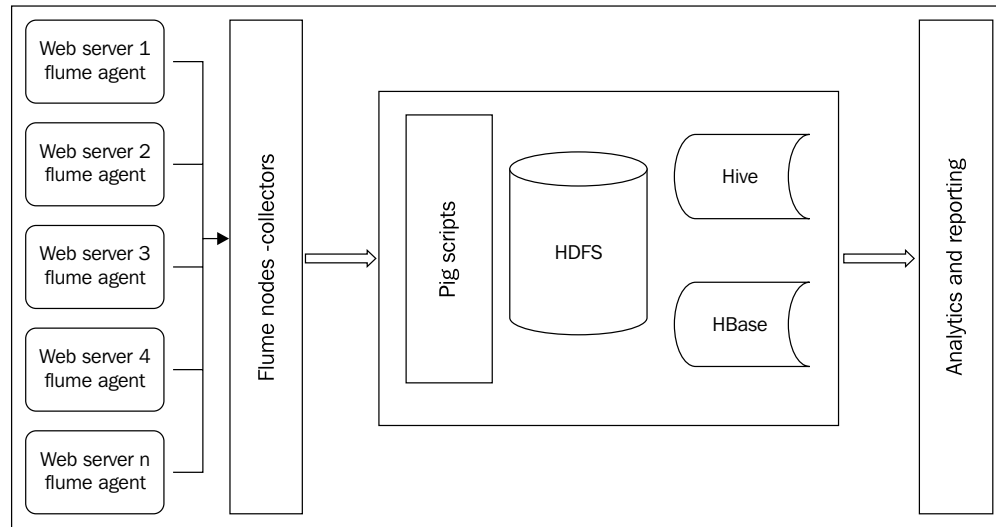 Web server 1
flume agent
Web server 2
flume agent
Web server 3
flume agent
Web server 4
flume agent
Web server n
flume agent
Flume nodes -collectors
Pig scripts
HDFS
Hive
HBase
Analytics and reporting